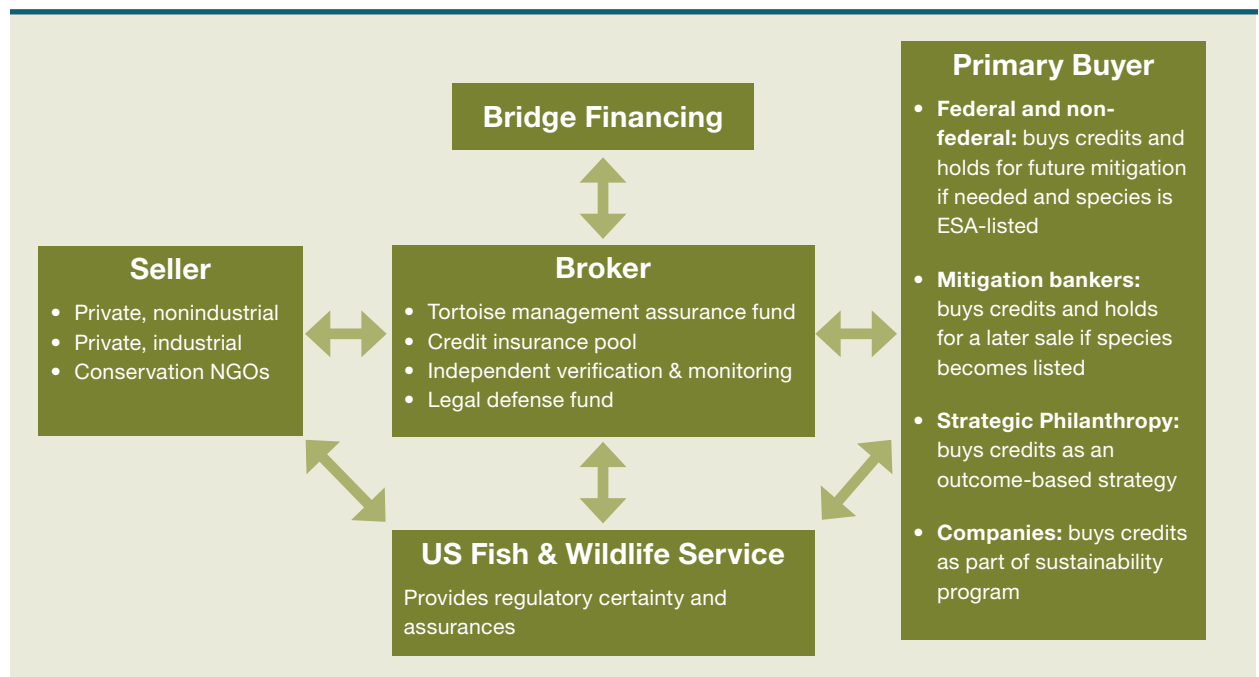 Bridge Financing
Seller
• Private, nonindustrial
• Private, industrial
• Conservation NGOs
Broker
• Tortoise management assurance fund
• Credit insurance pool
• Independent verification & monitoring
• Legal defense fund
US Fish & Wildlife Service
Provides regulatory certainty and
assurances
Primary Buyer
• Federal and non-
federal: buys credits and
holds for future mitigation
if needed and species is
ESA-listed
• Mitigation bankers:
buys credits and holds
for a later sale if species
becomes listed
• Strategic Philanthropy:
buys credits as an
outcome-based strategy
• Companies: buys credits
as part of sustainability
program